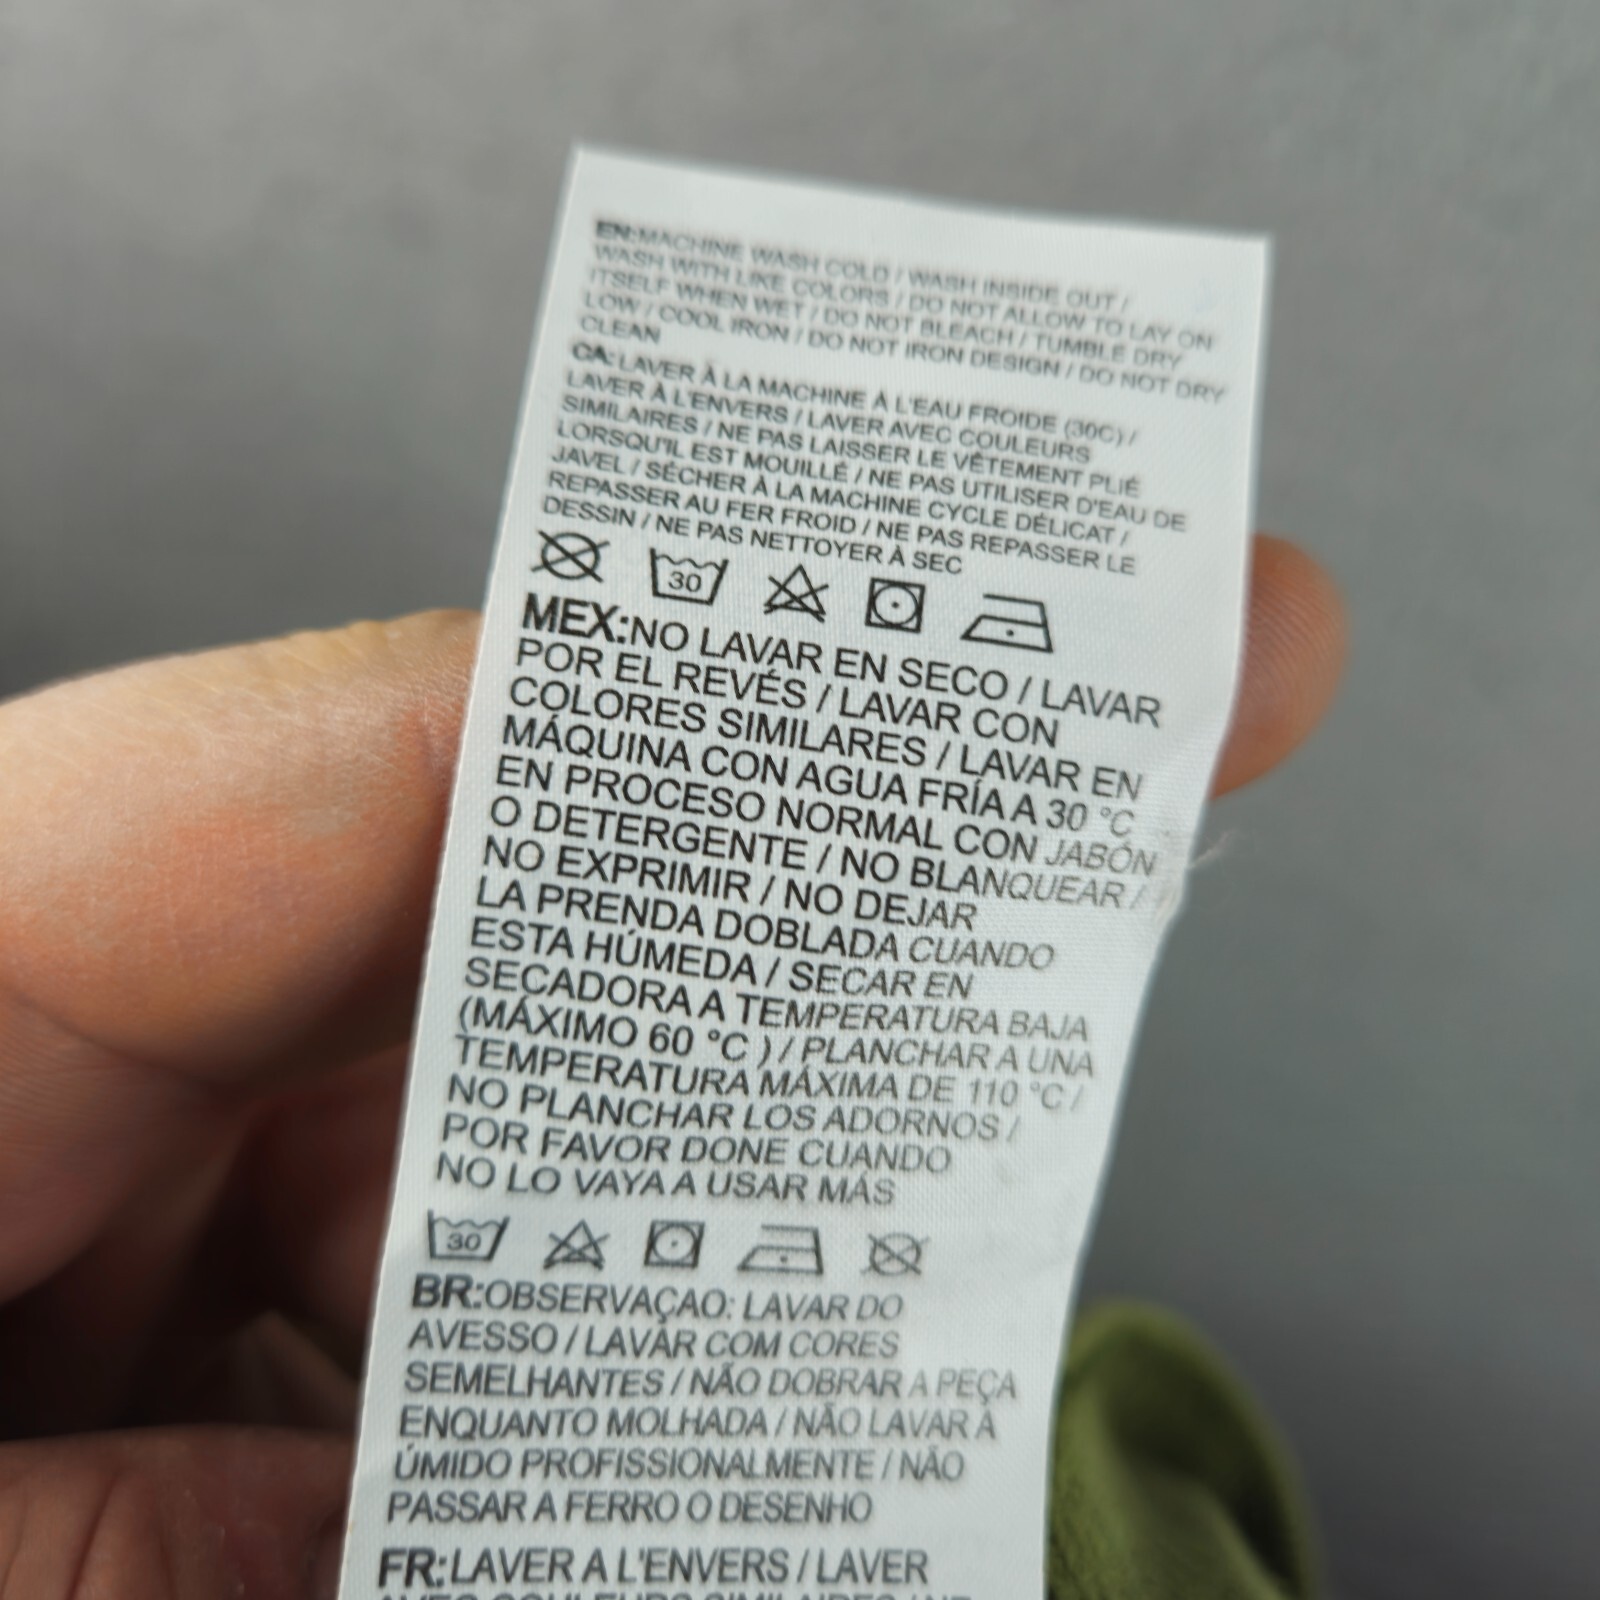 EN:MACHINE WASH COLD / WASH INSIDE OUT /
WASH WITH LIKE COLORS / DO NOT ALLOW TO LAY ON
ITSELF WHEN WET / DO NOT BLEACH / TUMBLE DRY
LOW / COOL IRON / DO NOT IRON DESIGN / DO NOT DRY
CLEAN
CA:LAVER À LA MACHINE À L'EAU FROIDE (30C) /
LAVER À L'ENVERS / LAVER AVEC COULEURS
SIMILAIRES / NE PAS LAISSER LE VÊTEMENT PLIÉ
LORSQU'IL EST MOUILLÉ / NE PAS UTILISER D'EAU DE
JAVEL / SÉCHER À LA MACHINE CYCLE DÉLICAT /
REPASSER AU FER FROID / NE PAS REPASSER LE
DESSIN / NE PAS NETTOYER À SEC
30
MEX:NO LAVAR EN SECO / LAVAR
POR EL REVÉS / LAVAR CON
COLORES SIMILARES / LAVAR EN
MÁQUINA CON AGUA FRÍA A 30 °C
EN PROCESO NORMAL CON JABÓN
O DETERGENTE / NO BLANQUEAR /
NO EXPRIMIR / NO DEJAR
LA PRENDA DOBLADA CUANDO
ESTA HÚMEDA / SECAR EN
SECADORA A TEMPERATURA BAJA
(MÁXIMO 60 °C ) / PLANCHAR A UNA
TEMPERATURA MÁXIMA DE 110 °C /
NO PLANCHAR LOS ADORNOS /
POR FAVOR DONE CUANDO
NO LO VAYA A USAR MÁS
30
BR:OBSERVAÇAO: LAVAR DO
AVESSO / LAVAR COM CORES
SEMELHANTES / NÃO DOBRAR A PEÇA
ENQUANTO MOLHADA / NÃO LAVAR À
ÚMIDO PROFISSIONALMENTE / NÃO
PASSAR A FERRO O DESENHO
FR:LAVER A L'ENVERS / LAVER
AVEC COULEURS SIMILAIRES / NE